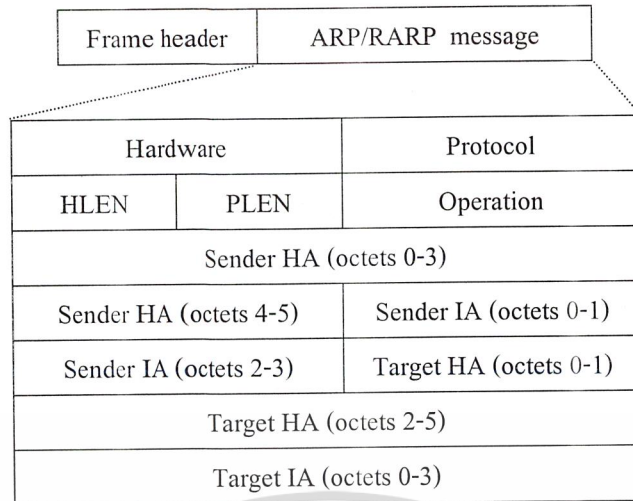 Frame header ARP/RARP message
Hardware Protocol
HLEN PLEN Operation
Sender HA (octets 0-3)
Sender HA (octets 4-5) Sender IA (octets 0-1)
Sender IA (octets 2-3) Target HA (octets 0-1)
Target HA (octets 2-5)
Target IA (octets 0-3)